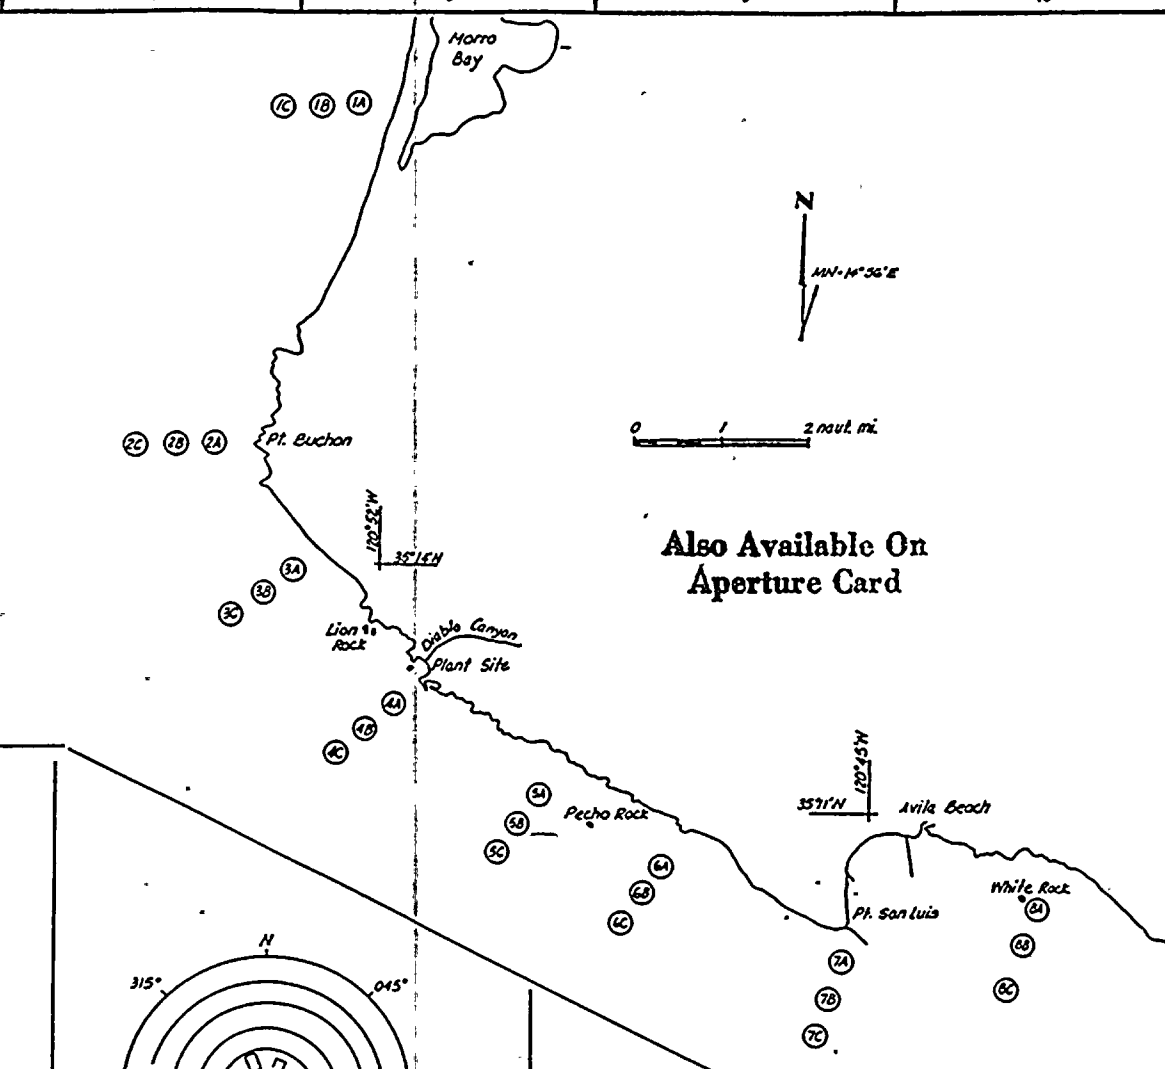 Morro
Bay
1C 1B 1A
N
MN-14°56'E
2C 2B 2A
Pt. Buchon
0 1 2 naut. mi.
120°52'W
35°14'N
Also Available On
Aperture Card
3A
3B
3C
Lion
Rock
Diablo Canyon
Plant Site
4A
4B
4C
5A
5B
5C
Pecho Rock
120°45'W
35°11'N
Avila Beach
6A
6B
6C
White Rock
8A
8B
8C
Pt. San Luis
7A
7B
7C
N
315°
045°